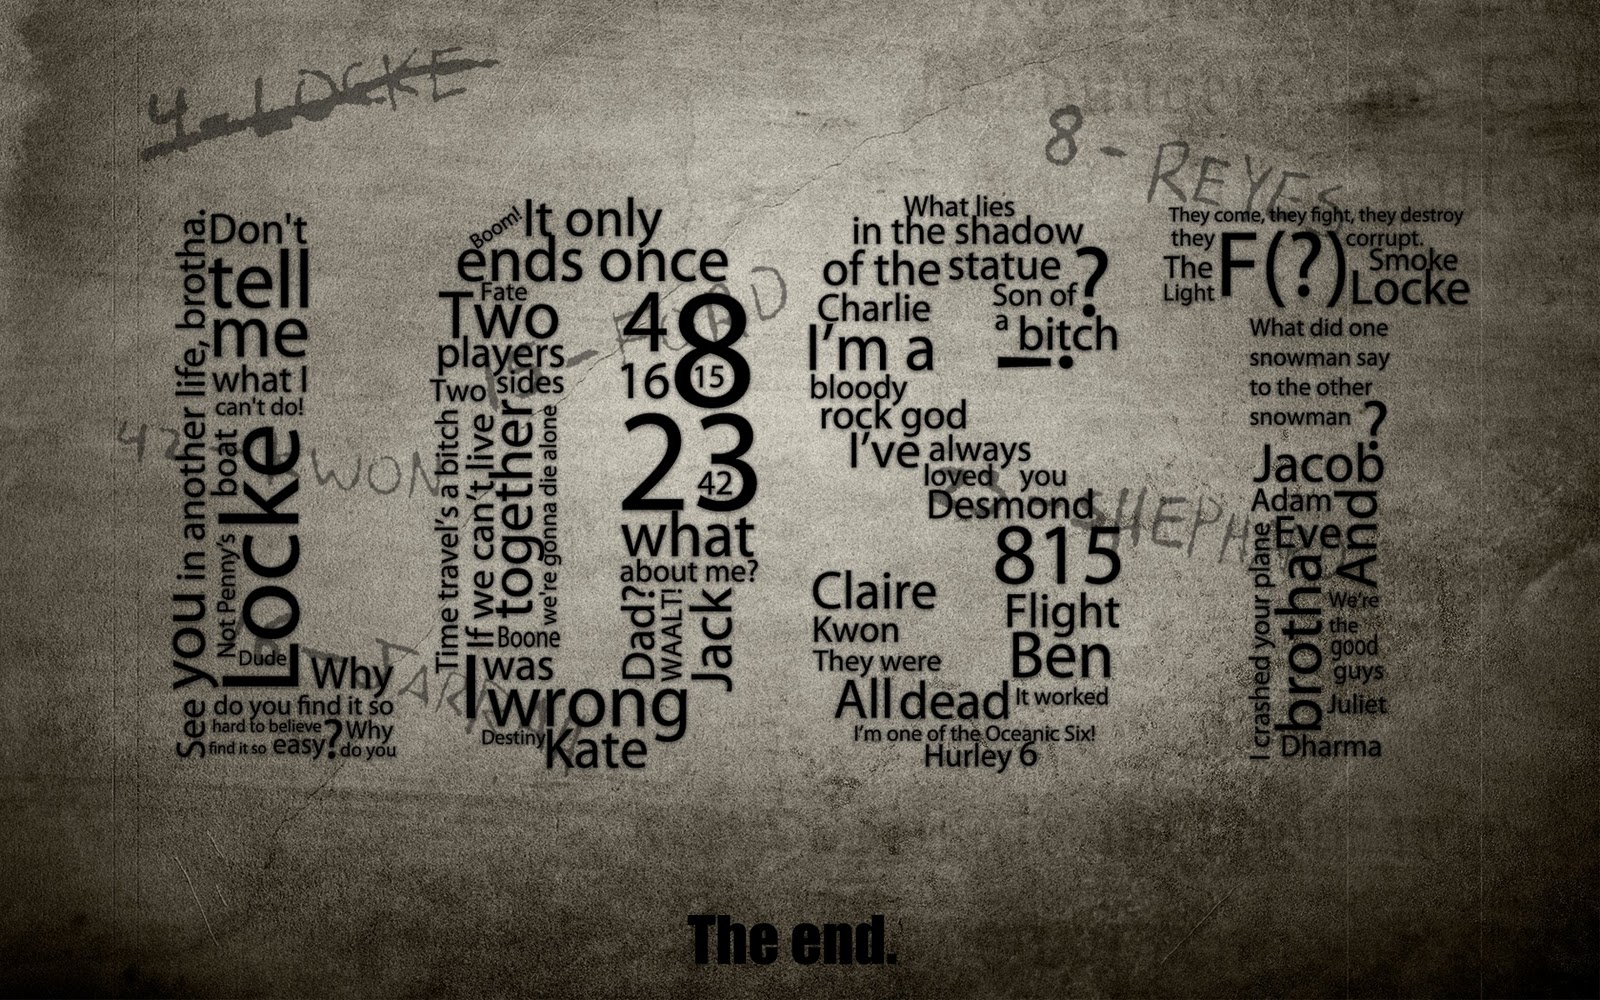 4 - LOCKE
8 - REYES
See you in another life, brotha.
Don't
tell
me
what I
can't do!
Not Penny's boat
Locke
Dude
Why
do you find it so
hard to believe
find it so easy?
Why
do you
Boom!
It only
ends once
Fate
Two
players
Two sides
Time travel's a bitch
If we can't live
together
we're gonna die alone
Boone
I was
wrong
Destiny
Kate
4 8
16 15
23
42
what
about me?
Dad?
WAALT!
Jack
What lies
in the shadow
of the statue ?
Charlie
I'm a
bloody
rock god
Son of
a bitch
I've always
loved you
Desmond
815
Flight
Ben
Claire
Kwon
They were
All dead
It worked
I'm one of the Oceanic Six!
Hurley 6
They come, they fight, they destroy
they F(?) corrupt.
The
Light
Smoke
Locke
What did one
snowman say
to the other
snowman ?
Jacob
Adam
And
Eve
I crashed your plane
brotha
We're
the
good
guys
Juliet
Dharma
42
KWON
SHEPH
The end.